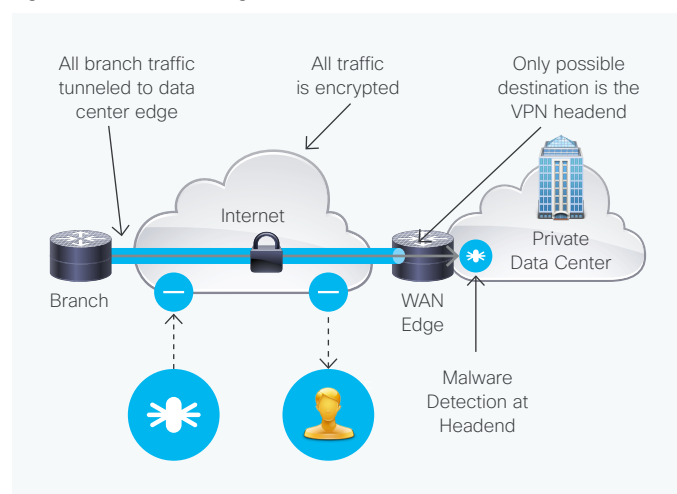 All branch traffic
tunneled to data
center edge
All traffic
is encrypted
Only possible
destination is the
VPN headend
Internet
Private
Data Center
Branch
WAN
Edge
Malware
Detection at
Headend